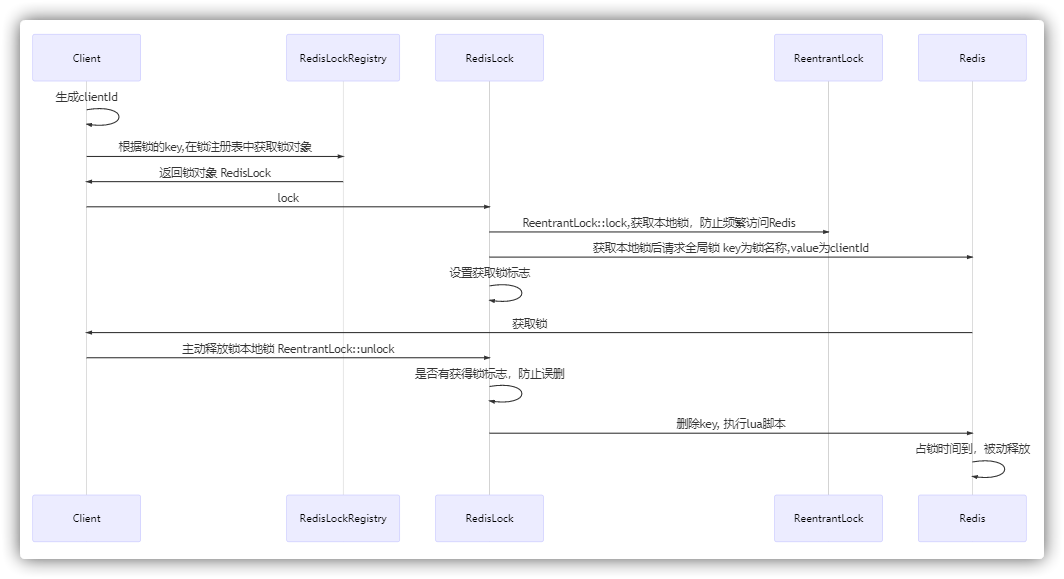 Client RedisLockRegistry RedisLock ReentrantLock Redis
生成clientId
根据锁的key,在锁注册表中获取锁对象
返回锁对象 RedisLock
lock
ReentrantLock::lock,获取本地锁，防止频繁访问Redis
获取本地锁后请求全局锁 key为锁名称,value为clientId
设置获取锁标志
获取锁
主动释放锁本地锁 ReentrantLock::unlock
是否有获得锁标志，防止误删
删除key, 执行lua脚本
占锁时间到，被动释放
Client RedisLockRegistry RedisLock ReentrantLock Redis